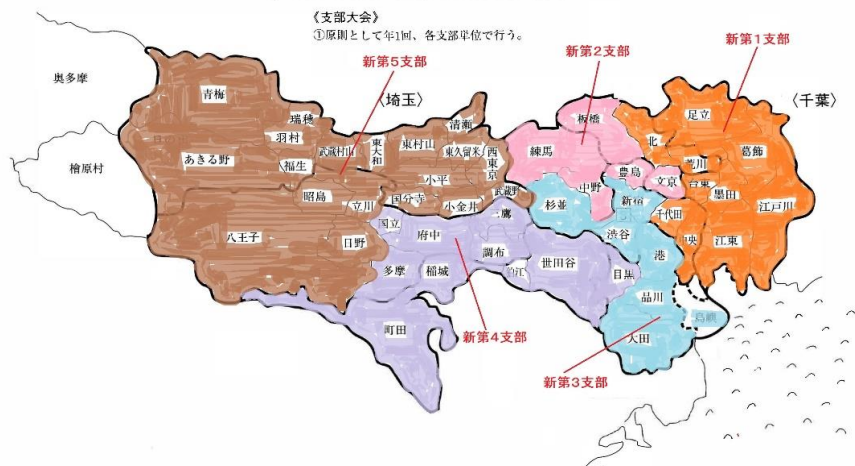 《支部大会》
①原則として年1回、各支部単位で行う。
新第5支部
新第2支部
新第1支部
〈埼玉〉
〈千葉〉
奥多摩
檜原村
青梅
瑞穂
羽村
武蔵村山
東大和
東村山
清瀬
東久留米
西東京
あきる野
福生
小平
武蔵野
昭島
立川
国分寺
小金井
八王子
日野
国立
府中
三鷹
調布
狛江
多摩
稲城
町田
世田谷
目黒
練馬
板橋
豊島
文京
中野
杉並
新宿
千代田
渋谷
港
品川
大田
北
足立
荒川
葛飾
台東
墨田
江戸川
中央
江東
島嶼
新第4支部
新第3支部